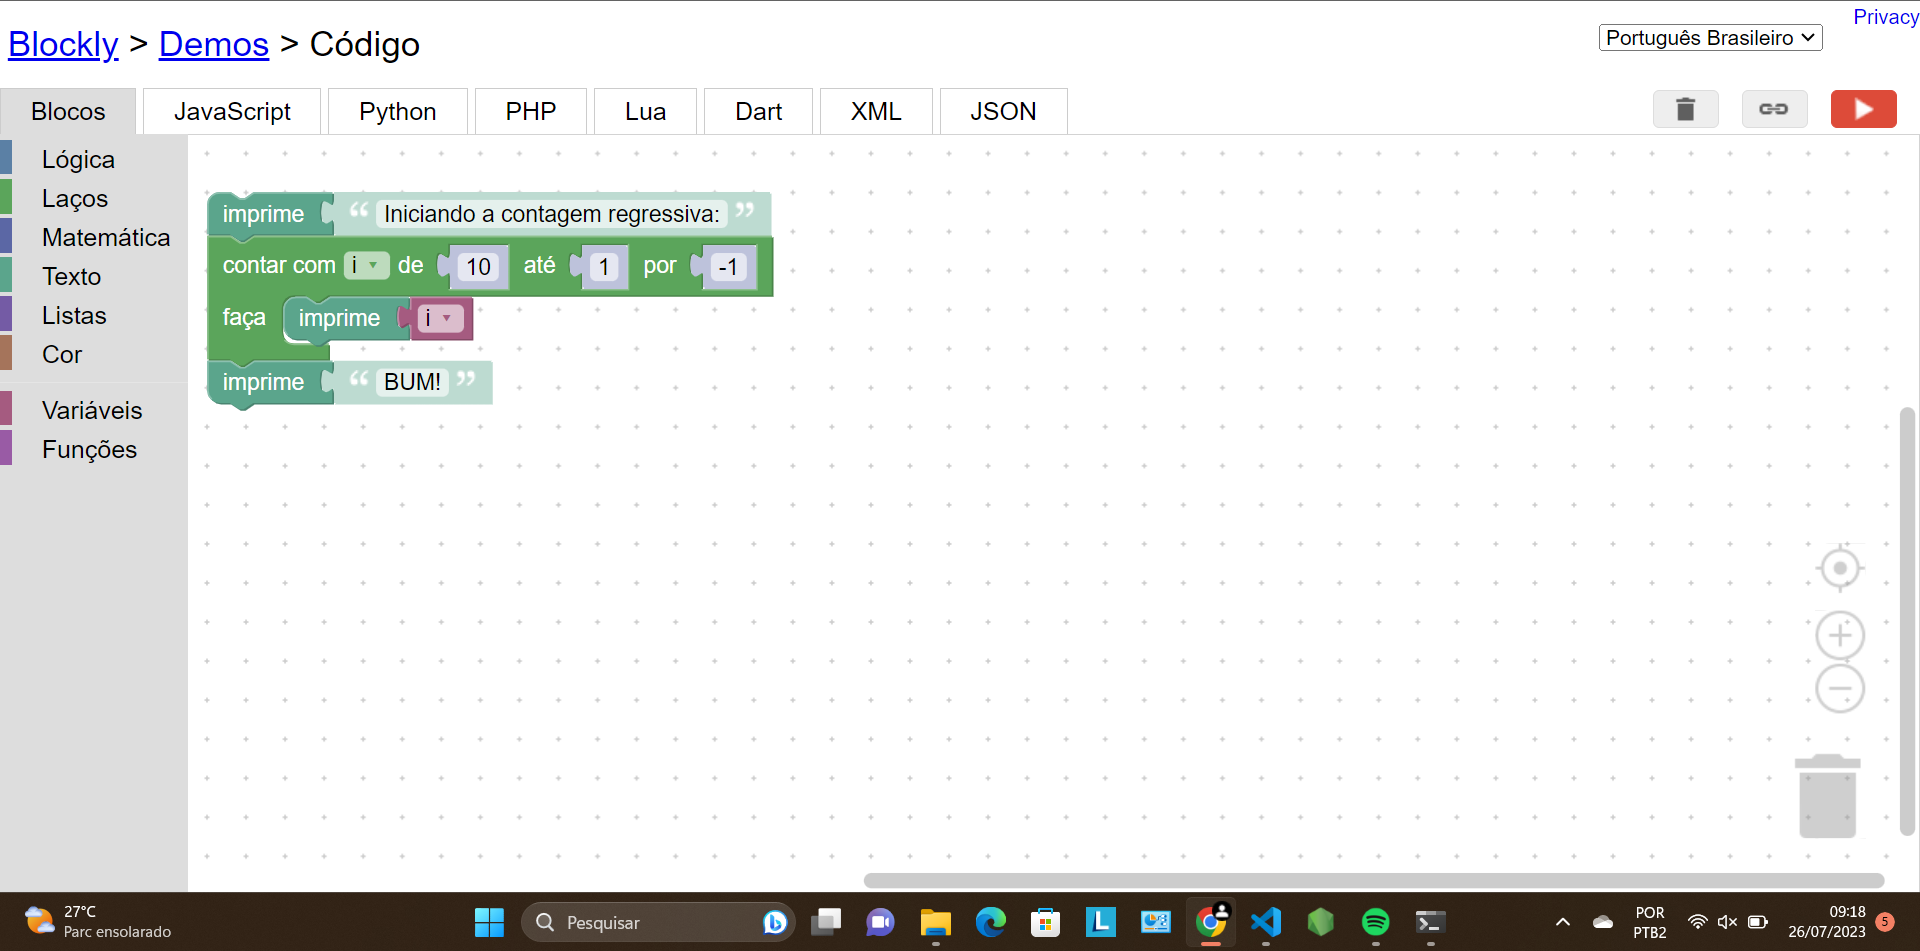 Privacy
Blockly > Demos > Código
Português Brasileiro
Blocos JavaScript Python PHP Lua Dart XML JSON
Lógica
Laços
Matemática
Texto
Listas
Cor
Variáveis
Funções
imprime “ Iniciando a contagem regressiva: ”
contar com i de 10 até 1 por -1
faça imprime i
imprime “ BUM! ”
27°C
Parc ensolarado
Pesquisar
L
POR
PTB2
09:18
26/07/2023
5